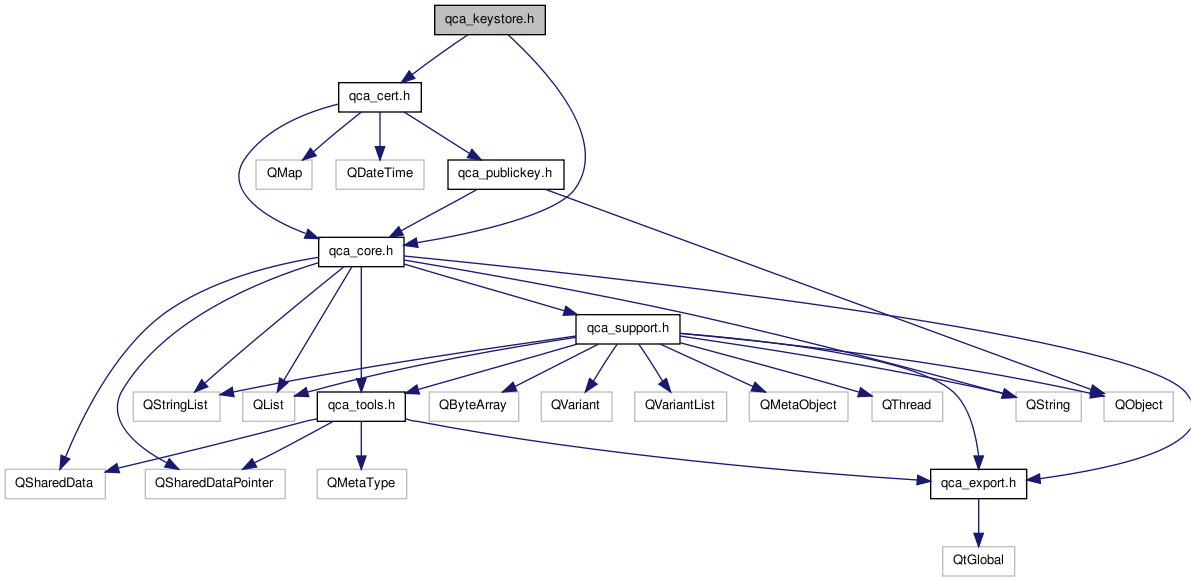 qca_keystore.h
qca_cert.h
QMap
QDateTime
qca_publickey.h
qca_core.h
qca_support.h
QStringList
QList
qca_tools.h
QByteArray
QVariant
QVariantList
QMetaObject
QThread
QString
QObject
QSharedData
QSharedDataPointer
QMetaType
qca_export.h
QtGlobal